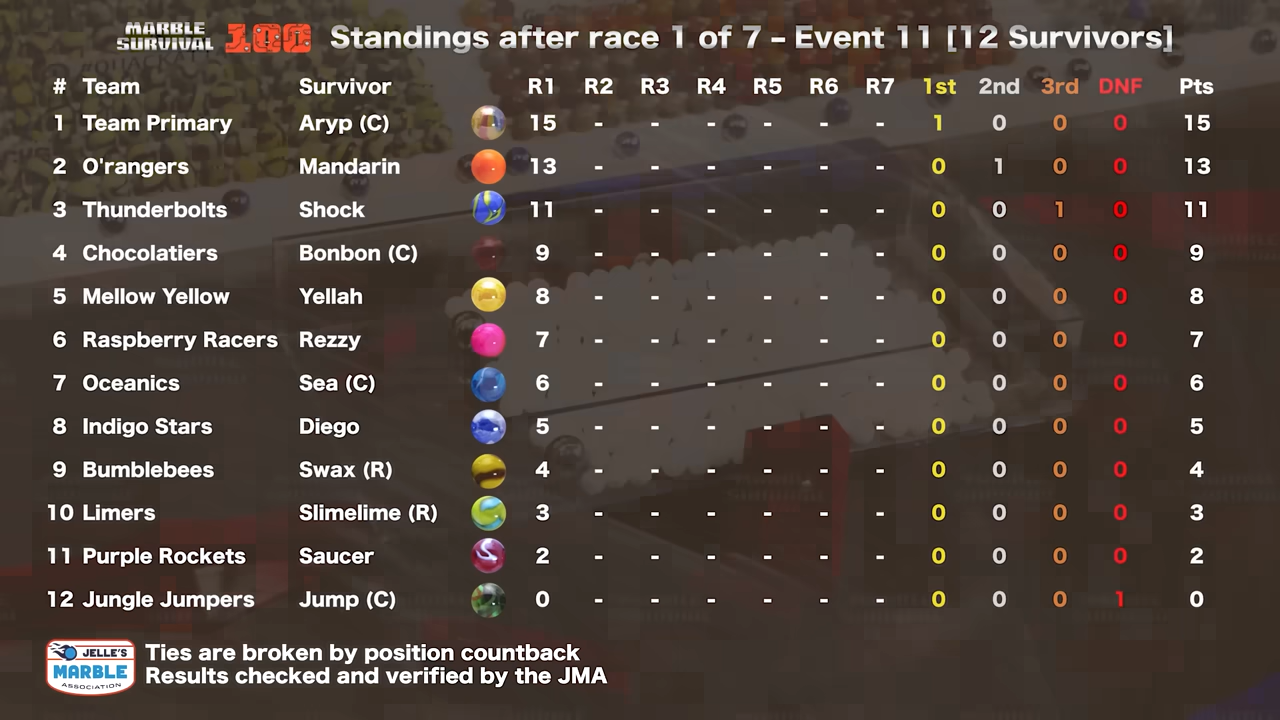 MARBLE SURVIVAL 100 Standings after race 1 of 7 – Event 11 [12 Survivors]
# Team Survivor R1 R2 R3 R4 R5 R6 R7 1st 2nd 3rd DNF Pts
1 Team Primary Aryp (C) 15 - - - - - - 1 0 0 0 15
2 O'rangers Mandarin 13 - - - - - - 0 1 0 0 13
3 Thunderbolts Shock 11 - - - - - - 0 0 1 0 11
4 Chocolatiers Bonbon (C) 9 - - - - - - 0 0 0 0 9
5 Mellow Yellow Yellah 8 - - - - - - 0 0 0 0 8
6 Raspberry Racers Rezzy 7 - - - - - - 0 0 0 0 7
7 Oceanics Sea (C) 6 - - - - - - 0 0 0 0 6
8 Indigo Stars Diego 5 - - - - - - 0 0 0 0 5
9 Bumblebees Swax (R) 4 - - - - - - 0 0 0 0 4
10 Limers Slimelime (R) 3 - - - - - - 0 0 0 0 3
11 Purple Rockets Saucer 2 - - - - - - 0 0 0 0 2
12 Jungle Jumpers Jump (C) 0 - - - - - - 0 0 0 1 0
JELLE'S MARBLE ASSOCIATION
Ties are broken by position countback
Results checked and verified by the JMA